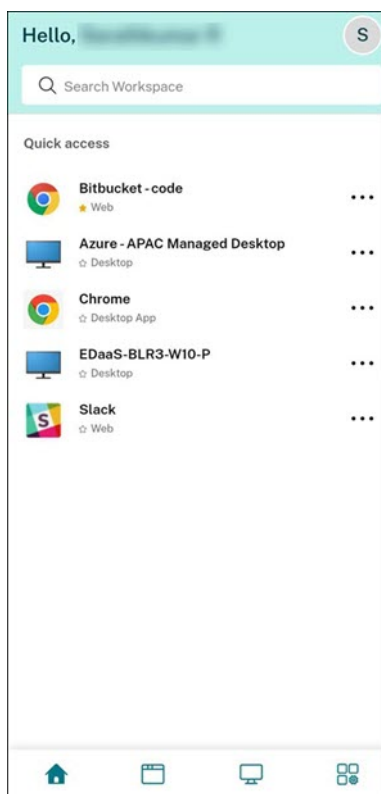 Hello,
S
Search Workspace
Quick access
Bitbucket - code
Web
Azure - APAC Managed Desktop
Desktop
Chrome
Desktop App
EDaaS-BLR3-W10-P
Desktop
Slack
Web